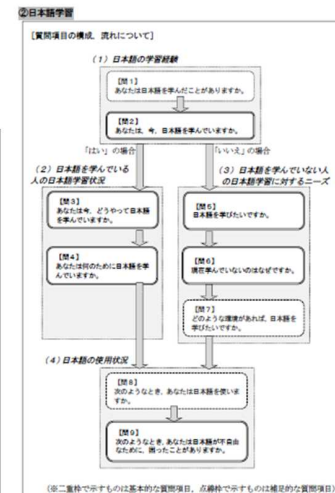 ②日本語学習
［質問項目の構成、流れについて］
（1）日本語の学習経験
【問1】
あなたは日本語を学んだことがありますか。
【問2】
あなたは、今、日本語を学んでいますか。
「はい」の場合
「いいえ」の場合
（2）日本語を学んでいる
人の日本語学習状況
（3）日本語を学んでいない人
の日本語学習に対するニーズ
【問3】
あなたは今、どうやって日本語
を学んでいますか。
【問4】
あなたは何のために日本語を学
んでいますか。
【問5】
日本語を学びたいですか。
【問6】
現在学んでいないのはなぜですか。
【問7】
どのような環境があれば、日本語を
学びたいですか。
（4）日本語の使用状況
【問8】
次のようなとき、あなたは日本語を使いま
すか。
【問9】
次のようなとき、あなたは日本語が不自由
なために、困ったことがありますか。
（※二重枠で示すものは基本的な質問項目、点線枠で示すものは補足的な質問項目）